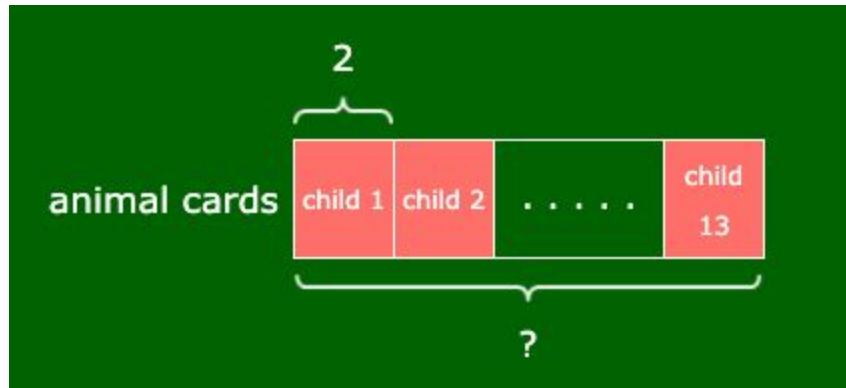 2
animal cards
child 1
child 2
. . . . .
child
13
?